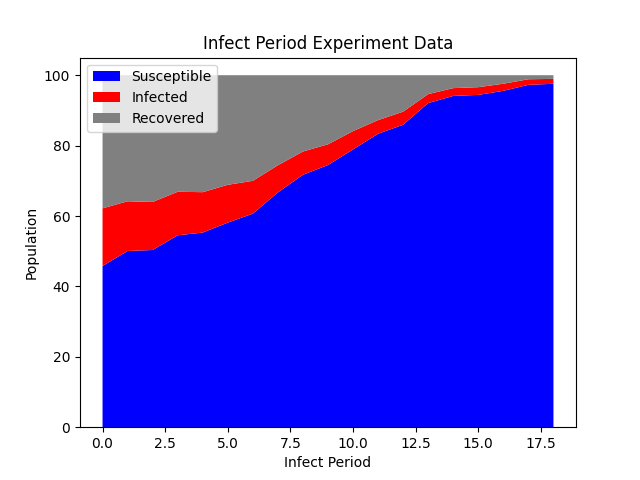 Infect Period Experiment Data
Susceptible
Infected
Recovered
100
80
60
40
20
0
Population
0.0 2.5 5.0 7.5 10.0 12.5 15.0 17.5
Infect Period